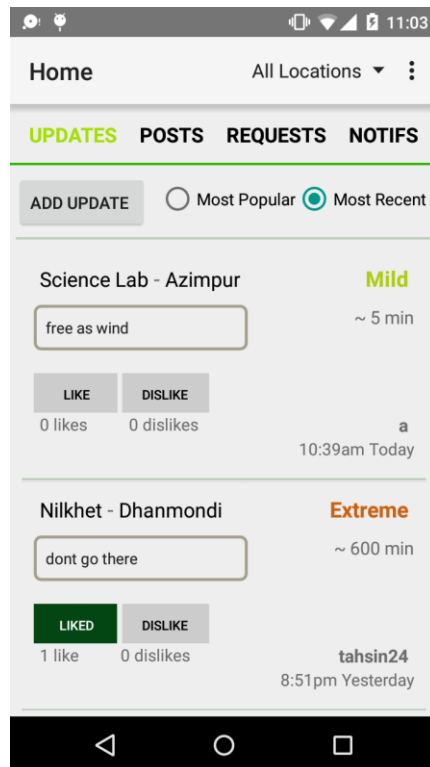 11:03
Home All Locations
UPDATES POSTS REQUESTS NOTIFS
ADD UPDATE Most Popular Most Recent
Science Lab - Azimpur Mild
free as wind ~ 5 min
LIKE DISLIKE
0 likes 0 dislikes a
10:39am Today
Nilkhet - Dhanmondi Extreme
dont go there ~ 600 min
LIKED DISLIKE
1 like 0 dislikes tahsin24
8:51pm Yesterday